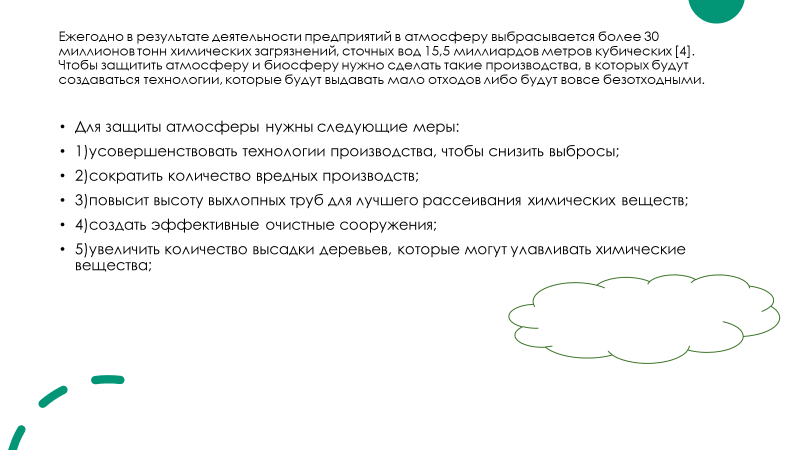 Ежегодно в результате деятельности предприятий в атмосферу выбрасывается более 30
миллионов тонн химических загрязнений, сточных вод 15,5 миллиардов метров кубических [4].
Чтобы защитить атмосферу и биосферу нужно сделать такие производства, в которых будут
создаваться технологии, которые будут выдавать мало отходов либо будут вовсе безотходными.
• Для защиты атмосферы нужны следующие меры:
• 1)усовершенствовать технологии производства, чтобы снизить выбросы;
• 2)сократить количество вредных производств;
• 3)повысит высоту выхлопных труб для лучшего рассеивания химических веществ;
• 4)создать эффективные очистные сооружения;
• 5)увеличить количество высадки деревьев, которые могут улавливать химические
вещества;